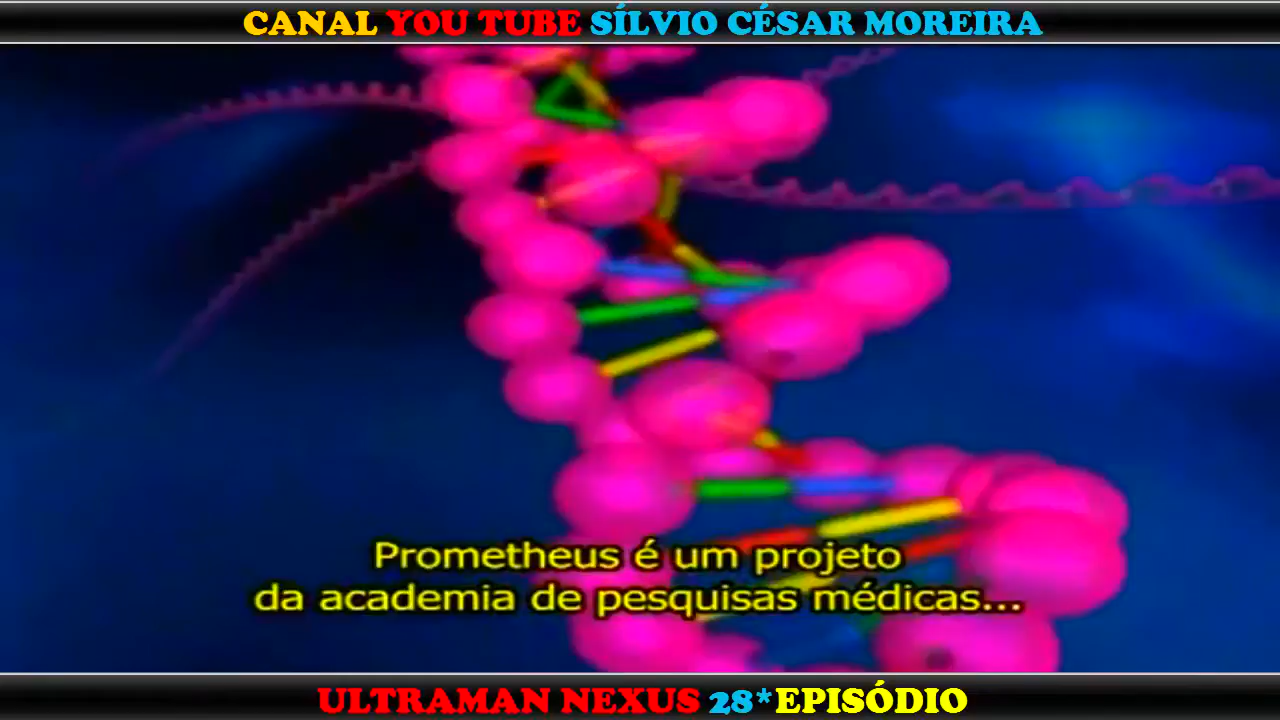 CANAL YOU TUBE SÍLVIO CÉSAR MOREIRA
Prometheus é um projeto
da academia de pesquisas médicas...
ULTRAMAN NEXUS 28*EPISÓDIO